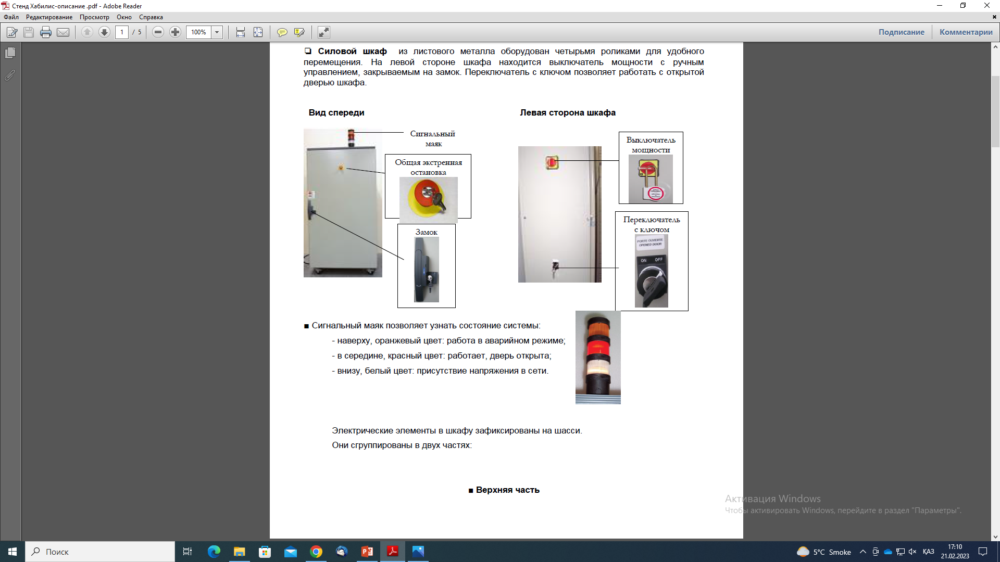 Стенд Хабилис-описание .pdf - Adobe Reader
Файл Редактирование Просмотр Окно Справка
1 / 5 100% Подписание Комментарии
❑ Силовой шкаф из листового металла оборудован четырьмя роликами для удобного
перемещения. На левой стороне шкафа находится выключатель мощности с ручным
управлением, закрываемым на замок. Переключатель с ключом позволяет работать с открытой
дверью шкафа.
Вид спереди
Левая сторона шкафа
Сигнальный
маяк
Общая экстренная
остановка
Замок
Выключатель
мощности
Переключатель
с ключом
PORTE OUVERTE
OPENED DOOR
ON OFF
■ Сигнальный маяк позволяет узнать состояние системы:
- наверху, оранжевый цвет: работа в аварийном режиме;
- в середине, красный цвет: работает, дверь открыта;
- внизу, белый цвет: присутствие напряжения в сети.
Электрические элементы в шкафу зафиксированы на шасси.
Они сгруппированы в двух частях:
■ Верхняя часть
Активация Windows
Чтобы активировать Windows, перейдите в раздел "Параметры".
Поиск
5°C Smoke
ҚАЗ
17:10
21.02.2023